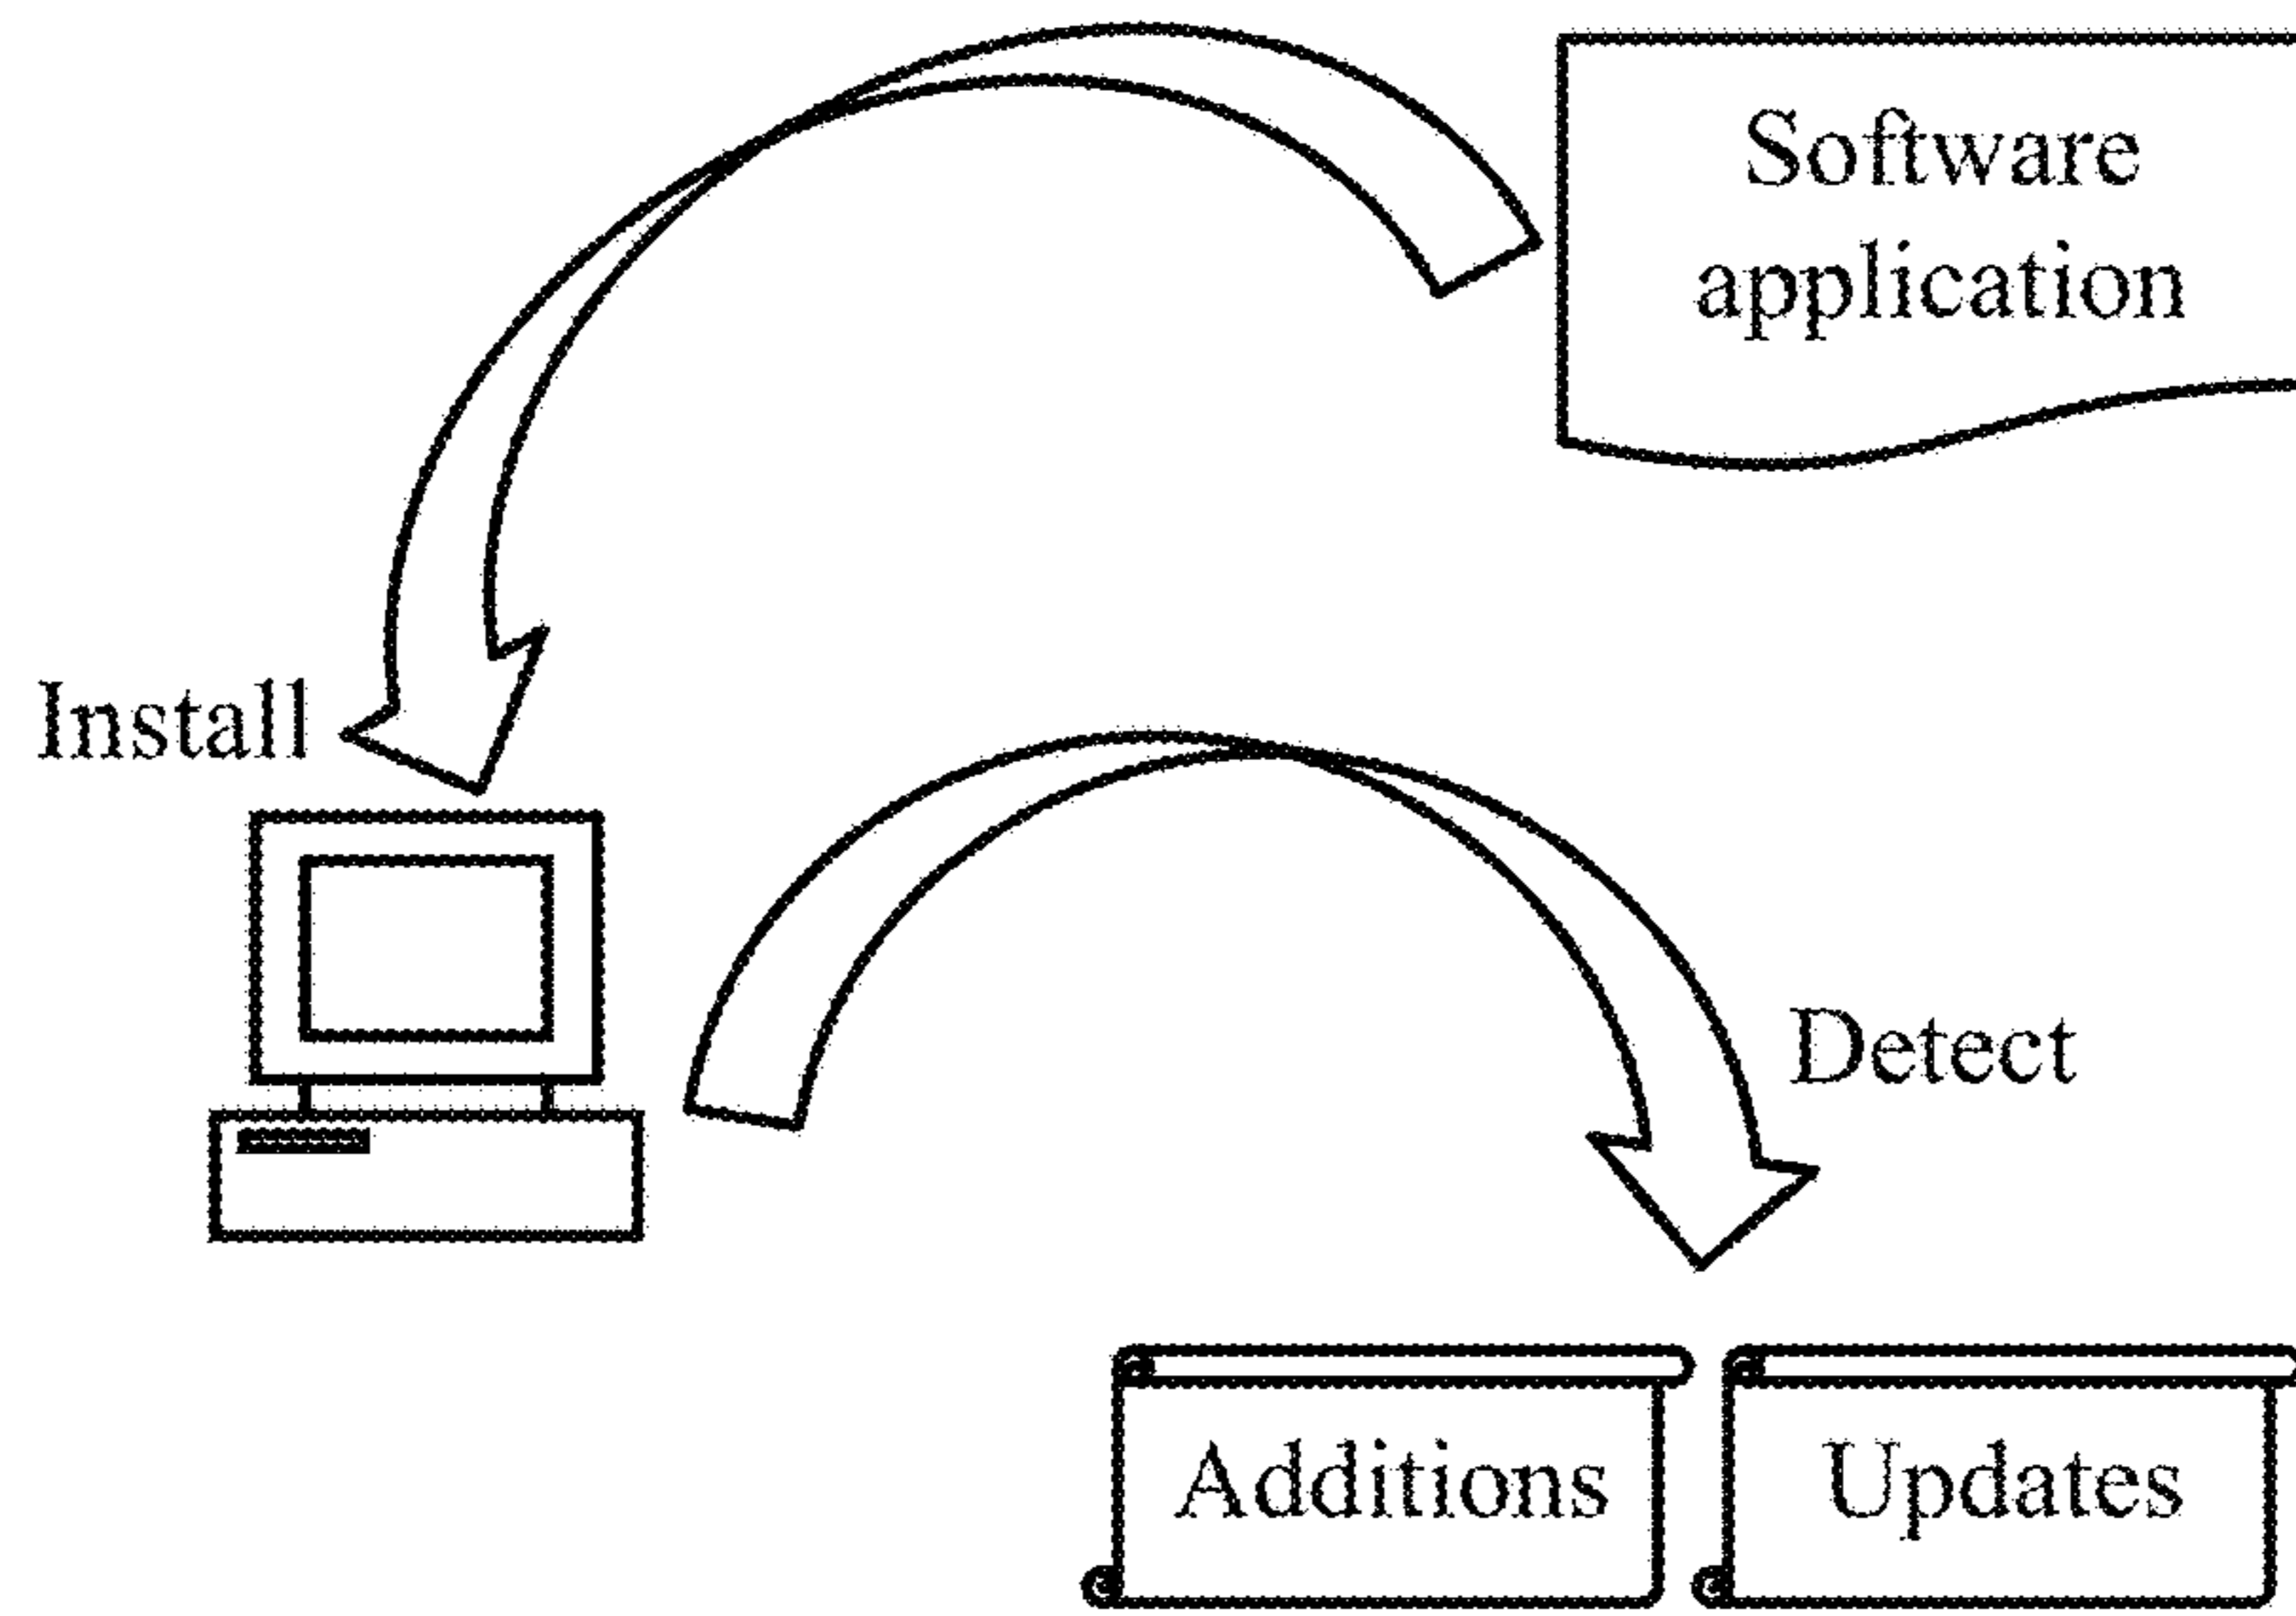 Software
application
Install
Detect
Additions
Updates